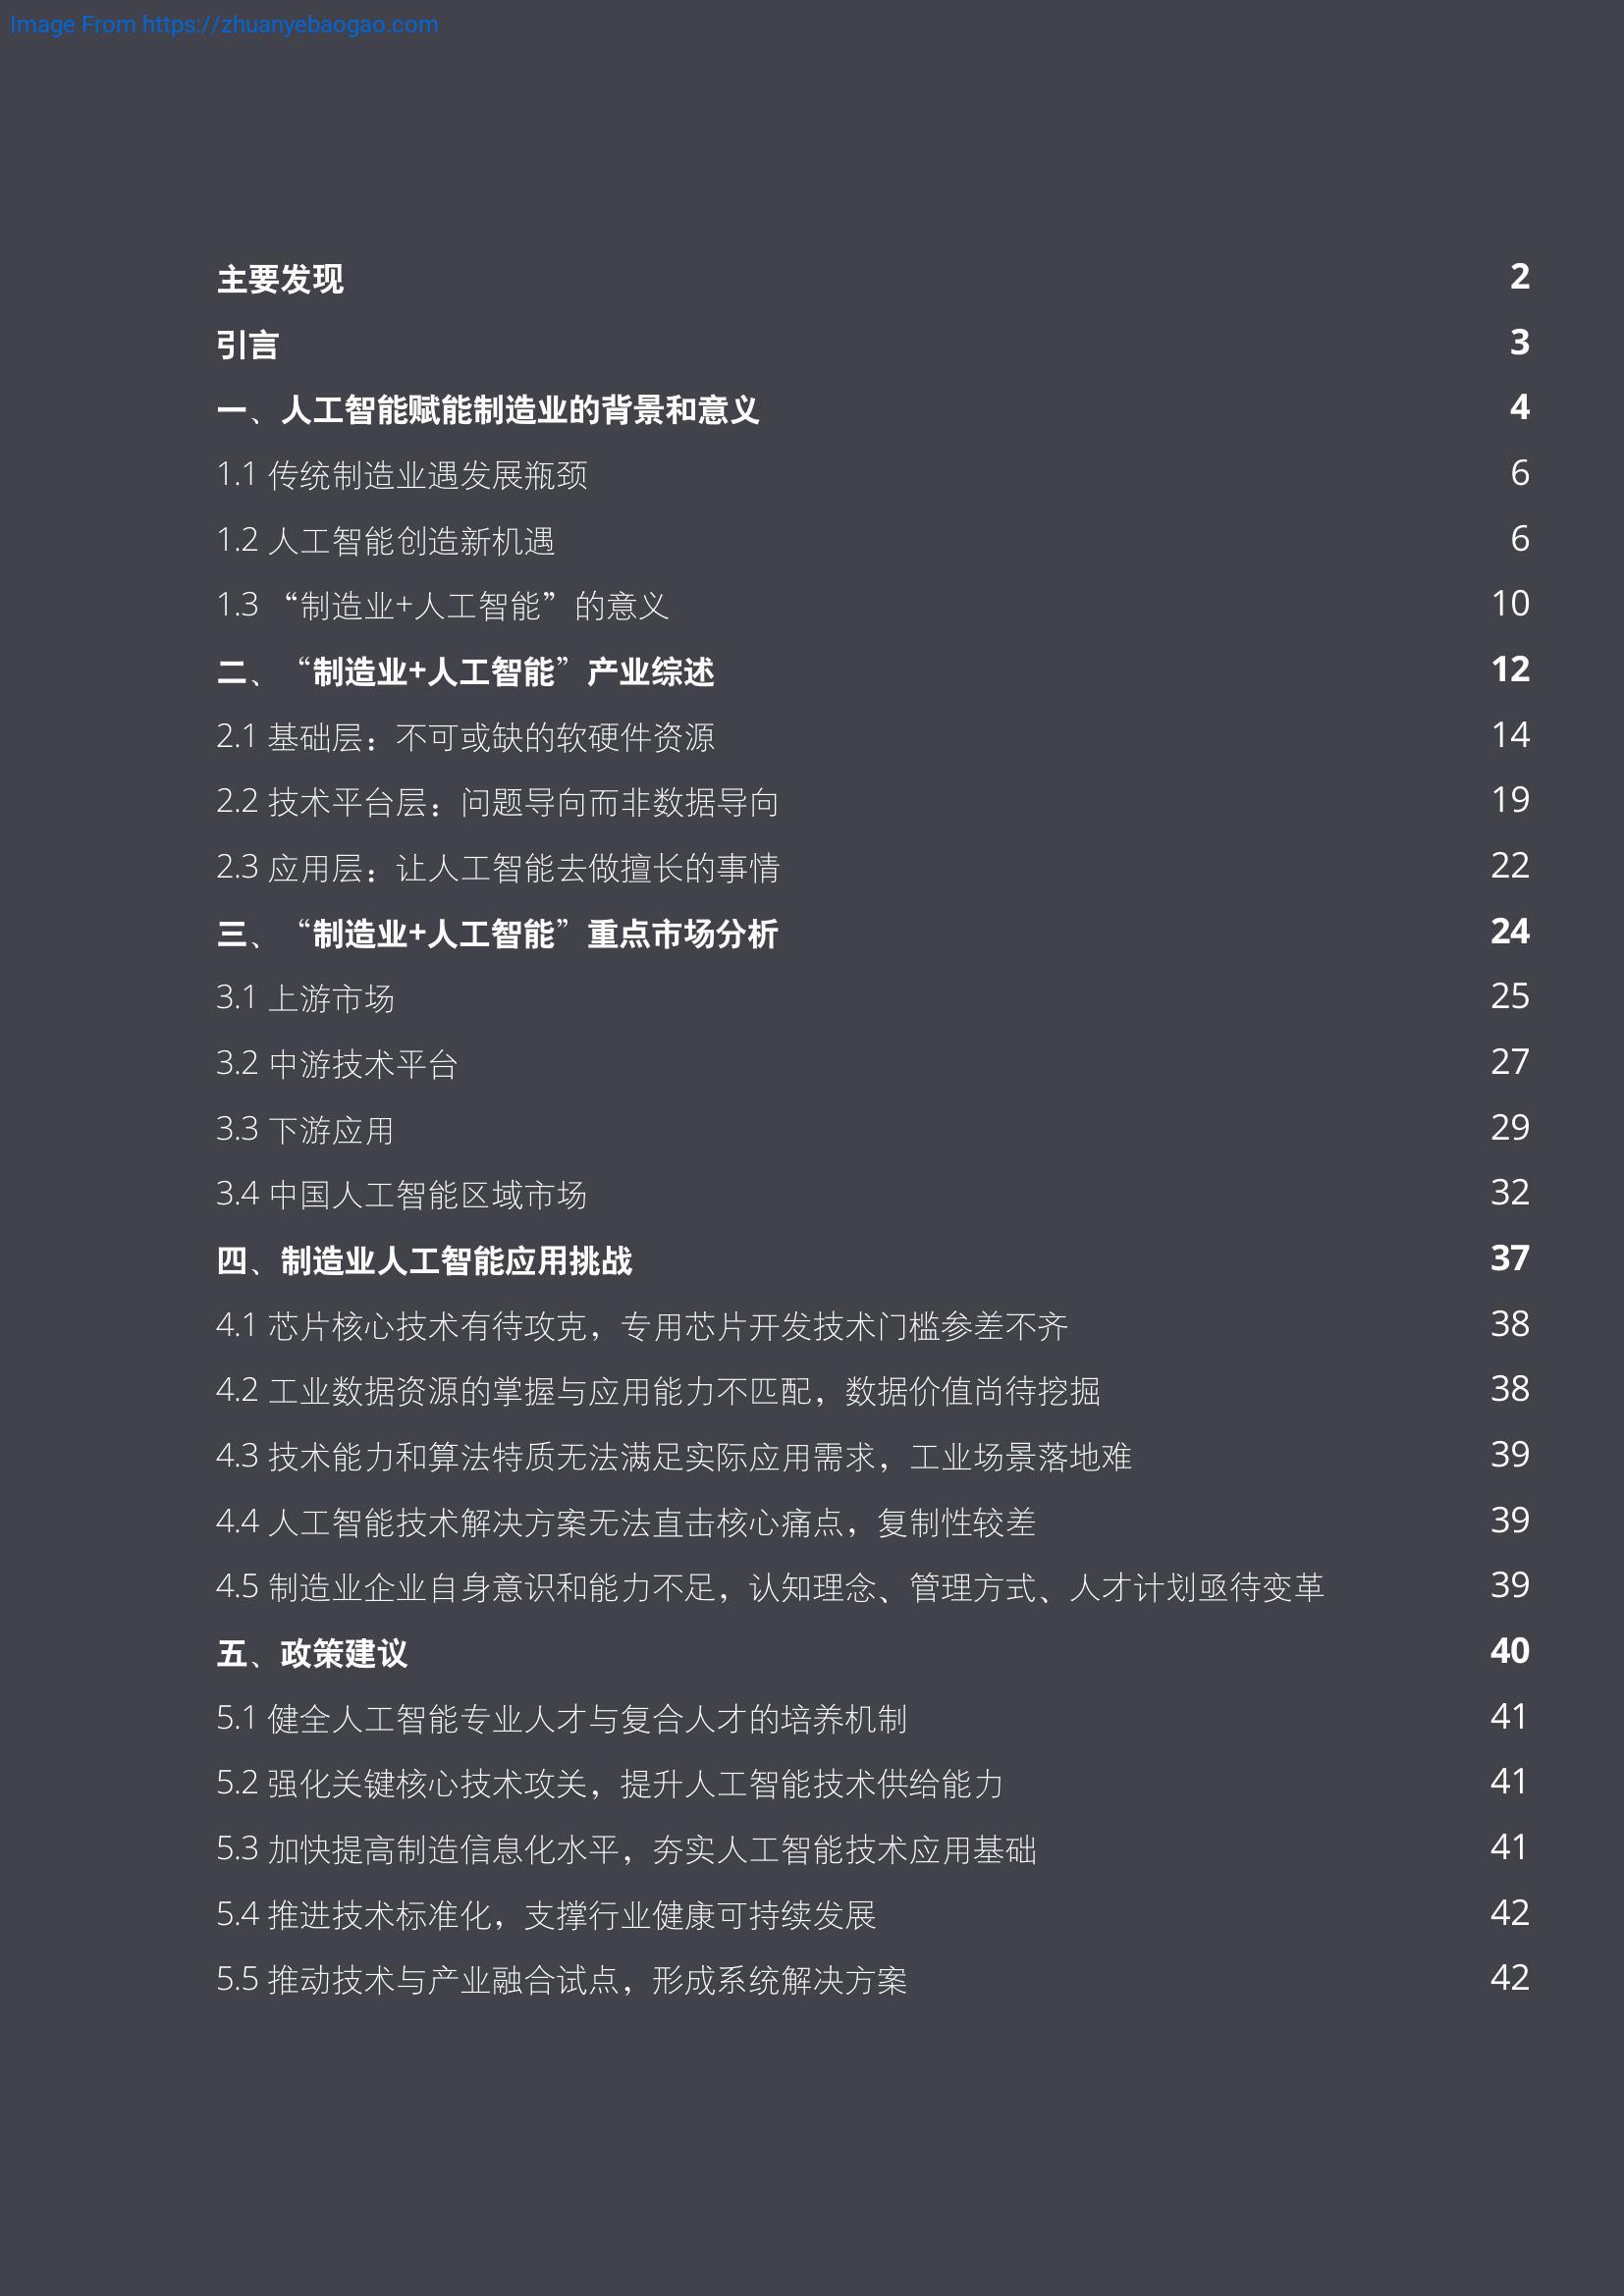 Image From https://zhuanyebaogao.com
主要发现 2
引言 3
一、人工智能赋能制造业的背景和意义 4
1.1 传统制造业遇发展瓶颈 6
1.2 人工智能创造新机遇 6
1.3 “制造业+人工智能”的意义 10
二、“制造业+人工智能”产业综述 12
2.1 基础层：不可或缺的软硬件资源 14
2.2 技术平台层：问题导向而非数据导向 19
2.3 应用层：让人工智能去做擅长的事情 22
三、“制造业+人工智能”重点市场分析 24
3.1 上游市场 25
3.2 中游技术平台 27
3.3 下游应用 29
3.4 中国人工智能区域市场 32
四、制造业人工智能应用挑战 37
4.1 芯片核心技术有待攻克，专用芯片开发技术门槛参差不齐 38
4.2 工业数据资源的掌握与应用能力不匹配，数据价值尚待挖掘 38
4.3 技术能力和算法特质无法满足实际应用需求，工业场景落地难 39
4.4 人工智能技术解决方案无法直击核心痛点，复制性较差 39
4.5 制造业企业自身意识和能力不足，认知理念、管理方式、人才计划亟待变革 39
五、政策建议 40
5.1 健全人工智能专业人才与复合人才的培养机制 41
5.2 强化关键核心技术攻关，提升人工智能技术供给能力 41
5.3 加快提高制造信息化水平，夯实人工智能技术应用基础 41
5.4 推进技术标准化，支撑行业健康可持续发展 42
5.5 推动技术与产业融合试点，形成系统解决方案 42